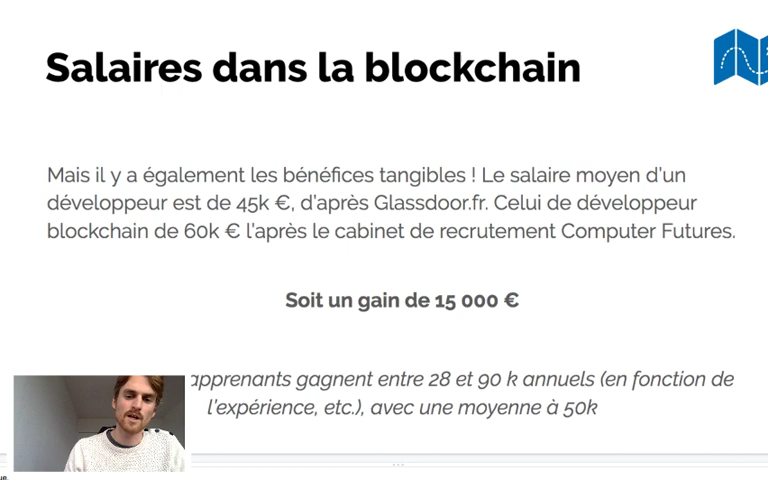 Salaires dans la blockchain
Mais il y a également les bénéfices tangibles ! Le salaire moyen d'un
développeur est de 45k €, d'après Glassdoor.fr. Celui de développeur
blockchain de 60k € l'après le cabinet de recrutement Computer Futures.
Soit un gain de 15 000 €
apprenants gagnent entre 28 et 90 k annuels (en fonction de
l'expérience, etc.), avec une moyenne à 50k